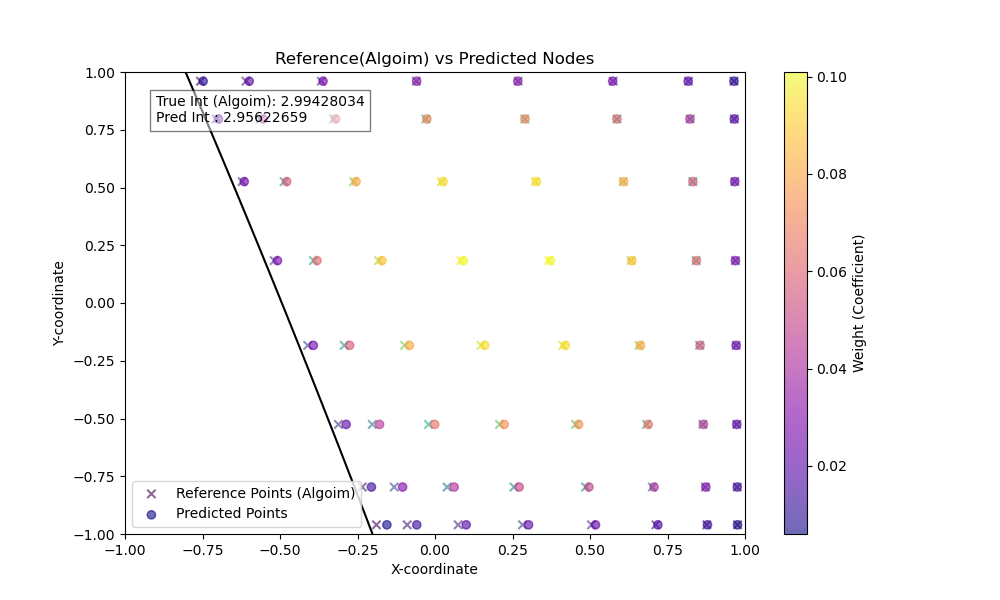 Reference(Algoim) vs Predicted Nodes
True Int (Algoim): 2.99428034
Pred Int : 2.95622659
1.00
0.75
0.50
0.25
0.00
−0.25
−0.50
−0.75
−1.00
Y-coordinate
Reference Points (Algoim)
Predicted Points
−1.00 −0.75 −0.50 −0.25 0.00 0.25 0.50 0.75 1.00
X-coordinate
0.10
0.08
0.06
0.04
0.02
Weight (Coefficient)